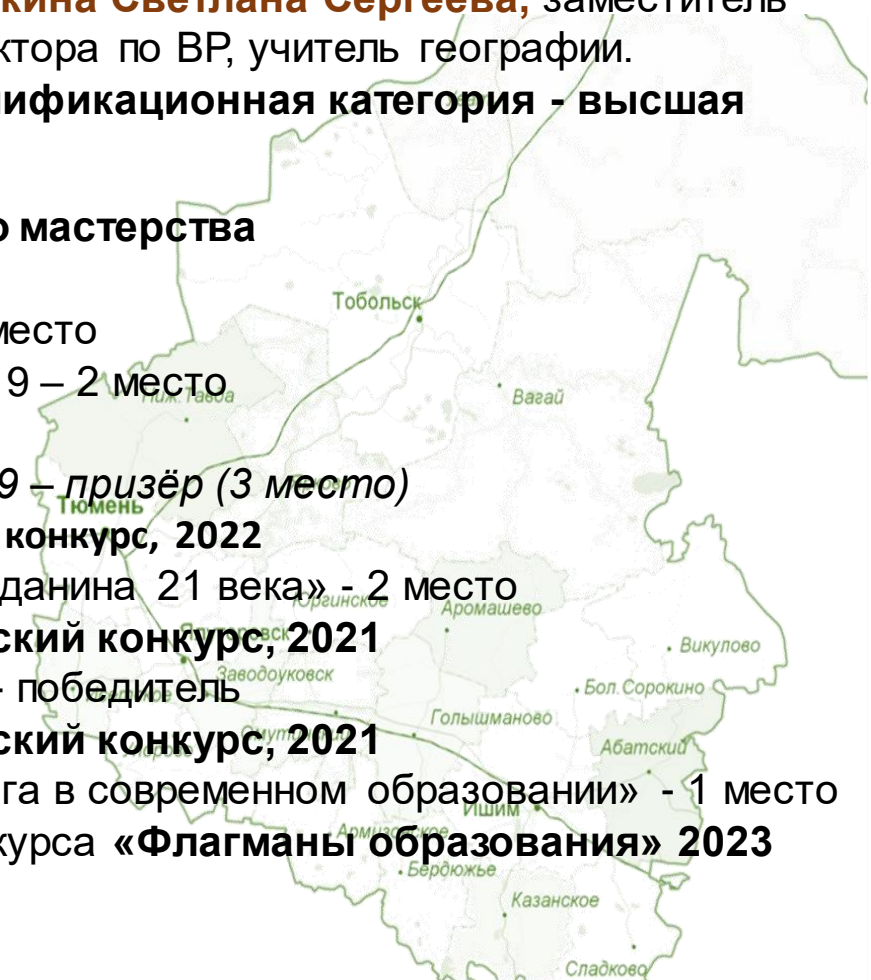 кина Светлана Сергеева, заместитель
ктора по ВР, учитель географии.
ификационная категория - высшая
Уват
о мастерства
Тобольск
место
9 – 2 место
Ниж. Тавда
Вагай
9 – призёр (3 место)
Тюмень
конкурс, 2022
данина 21 века» - 2 место
Юргинское
Аромашево
ский конкурс, 2021
Ялуторовск
Викулово
Заводоуковск
- победитель
Бол.Сорокино
Голышманово
ский конкурс, 2021
Абатский
га в современном образовании» - 1 место
Ишим
Армизонское
курса «Флагманы образования» 2023
Бердюжье
Казанское
Сладково